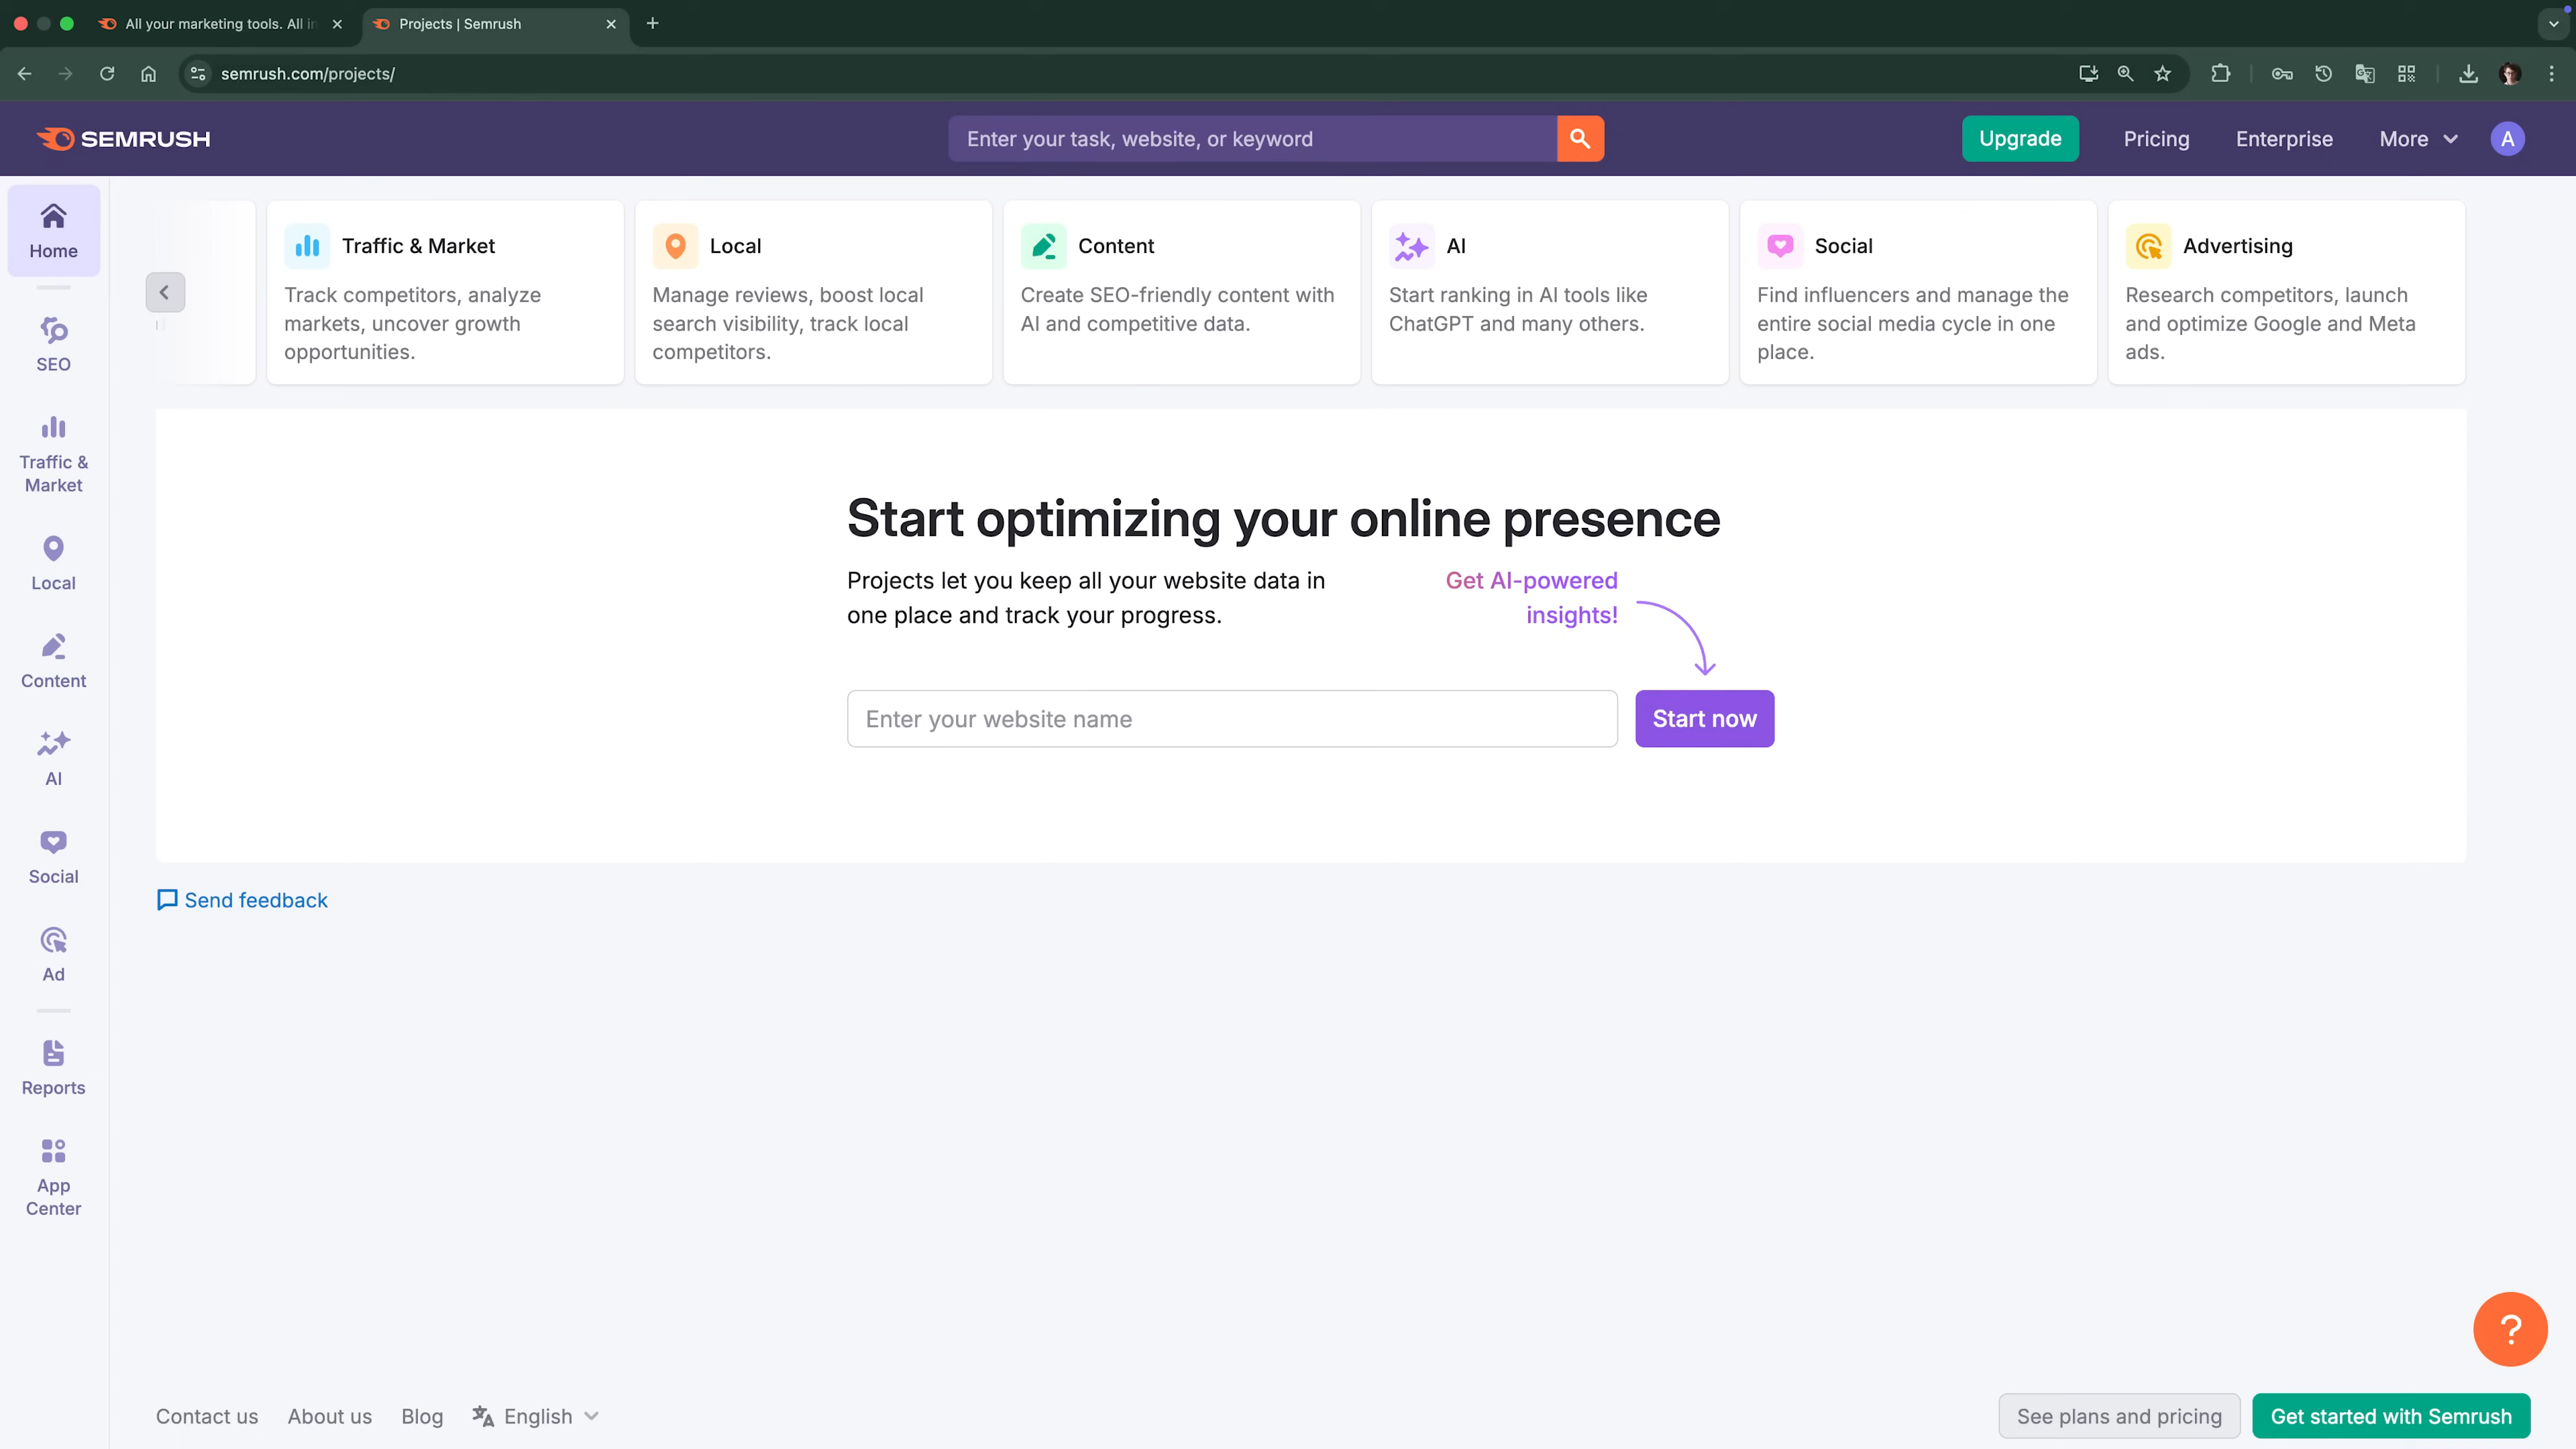 All your marketing tools. All in
Projects | Semrush
semrush.com/projects/
SEMRUSH
Enter your task, website, or keyword
Upgrade
Pricing
Enterprise
More
A
Home
SEO
Traffic &
Market
Local
Content
AI
Social
Ad
Reports
App
Center
Traffic & Market
Track competitors, analyze
markets, uncover growth
opportunities.
Local
Manage reviews, boost local
search visibility, track local
competitors.
Content
Create SEO-friendly content with
AI and competitive data.
AI
Start ranking in AI tools like
ChatGPT and many others.
Social
Find influencers and manage the
entire social media cycle in one
place.
Advertising
Research competitors, launch
and optimize Google and Meta
ads.
Start optimizing your online presence
Projects let you keep all your website data in
one place and track your progress.
Get AI-powered
insights!
Enter your website name
Start now
Send feedback
?
Contact us
About us
Blog
English
See plans and pricing
Get started with Semrush